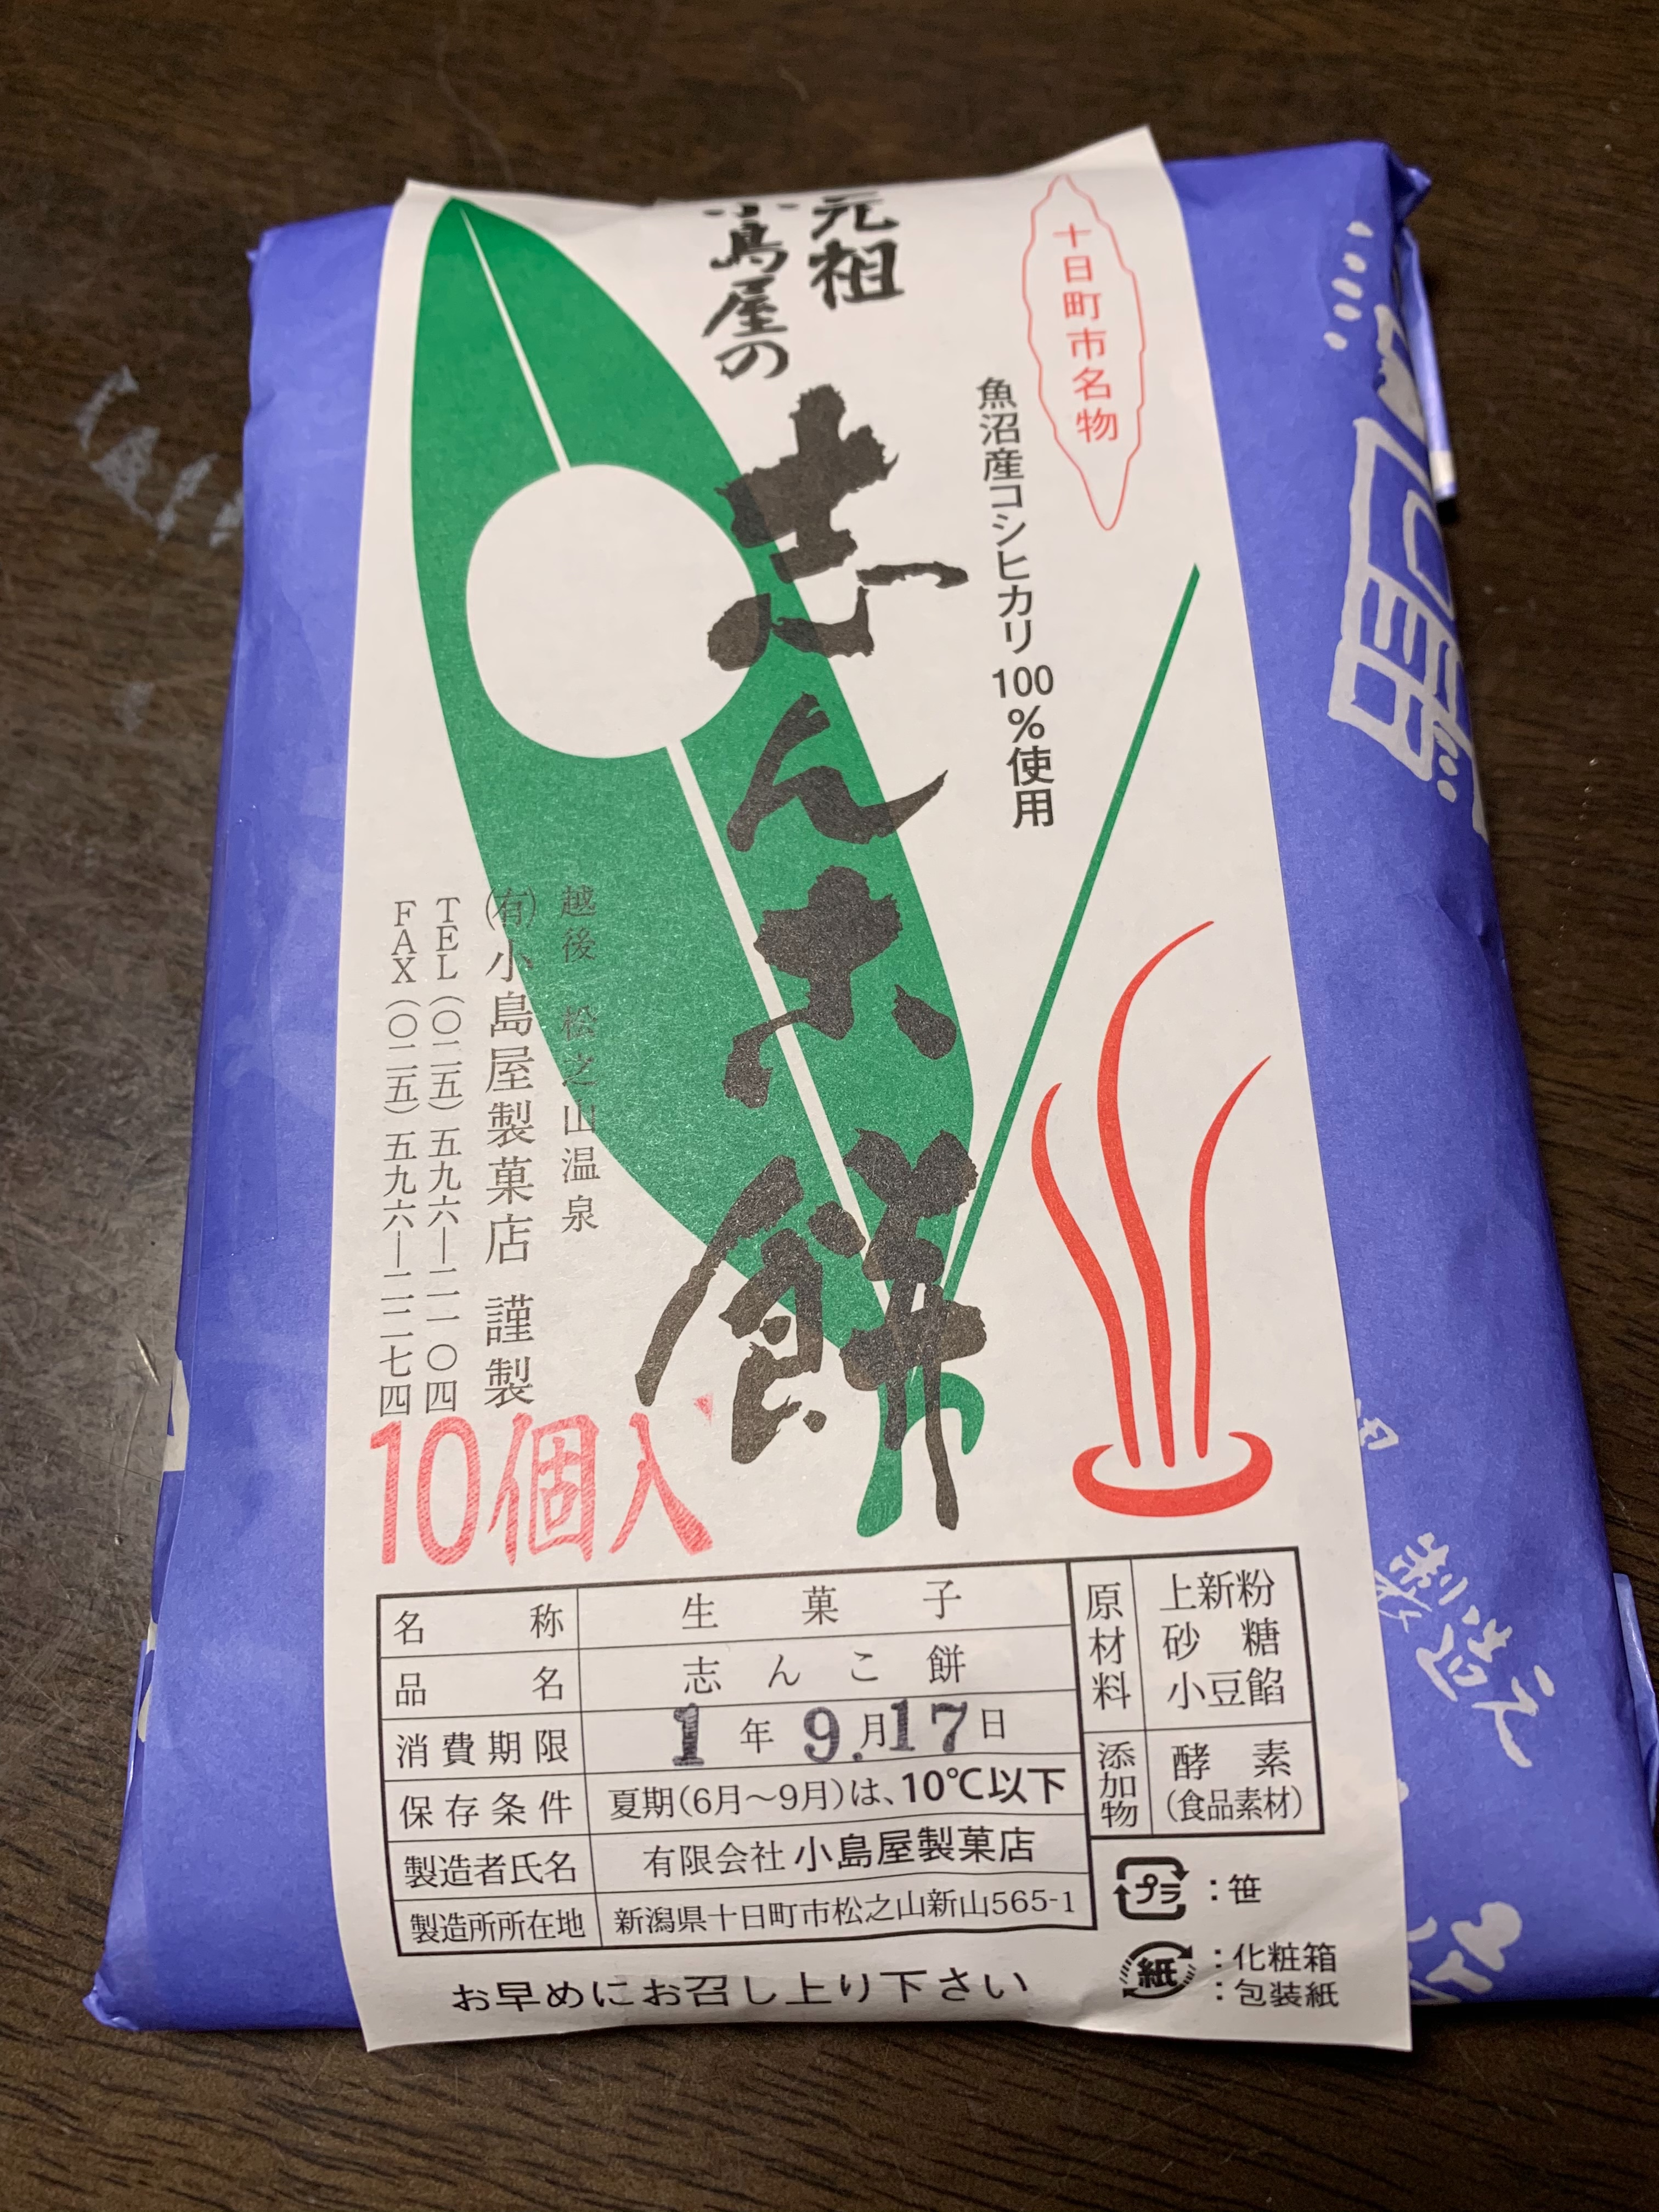 十日町市名物
魚沼産コシヒカリ100%使用
元祖
小島屋の
志んこ餅
越後 松之山温泉
㈲小島屋製菓店 謹製
TEL(〇二五)五九六―二一〇四
FAX(〇二五)五九六―二二七四
10個入
名称 生菓子
品名 志んこ餅
消費期限 1年9.月17日
保存条件 夏期(6月~9月)は、10℃以下
製造者氏名 有限会社 小島屋製菓店
製造所所在地 新潟県十日町市松之山新山565-1
原材料 上新粉
砂糖
小豆餡
添加物 酵素
(食品素材)
プラ:笹
紙:化粧箱
:包装紙
お早めにお召し上り下さい